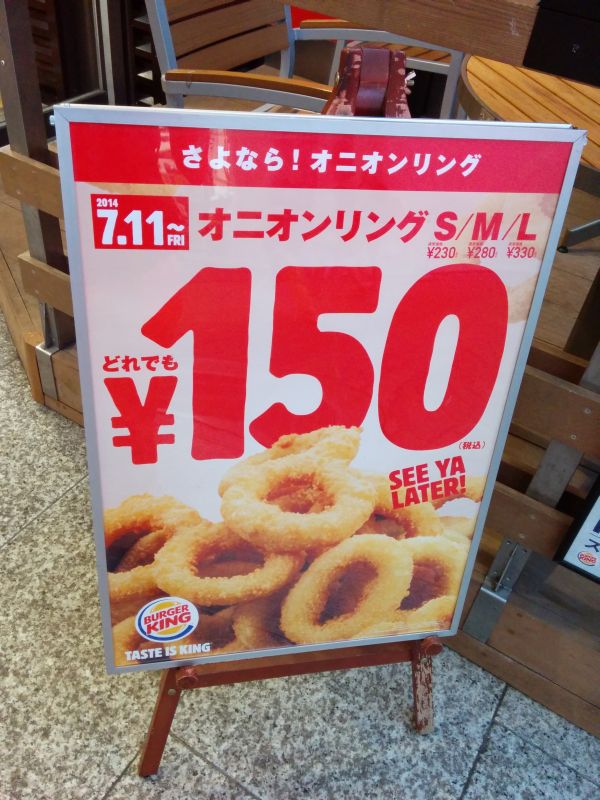 さよなら!オニオンリング
2014
7.11~
FRI
オニオンリング S/M/L
¥230 ¥280 ¥330
どれでも
¥150
(税込)
SEE YA
LATER!
BURGER
KING
TASTE IS KING